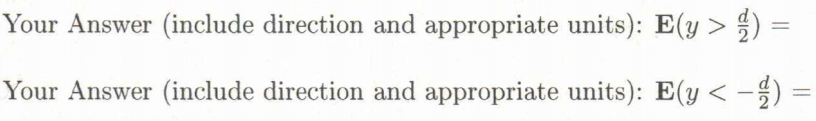 Your Answer (include direction and appropriate units): E(y > d/2) =
Your Answer (include direction and appropriate units): E(y < -d/2) =